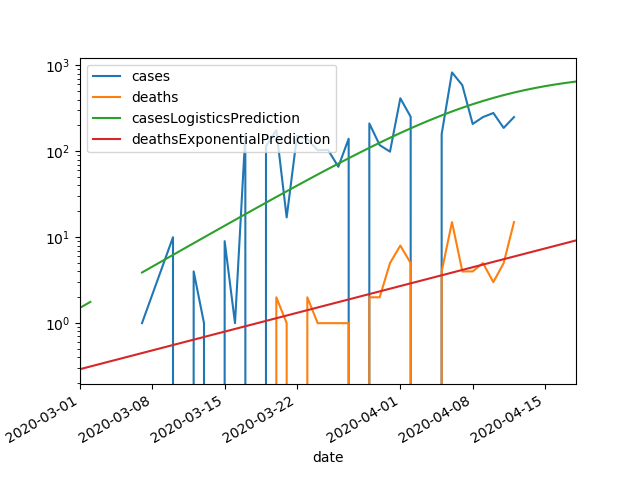 10³
cases
deaths
casesLogisticsPrediction
deathsExponentialPrediction
10²
10¹
10⁰
2020-03-01
2020-03-08
2020-03-15
2020-03-22
2020-04-01
2020-04-08
2020-04-15
date